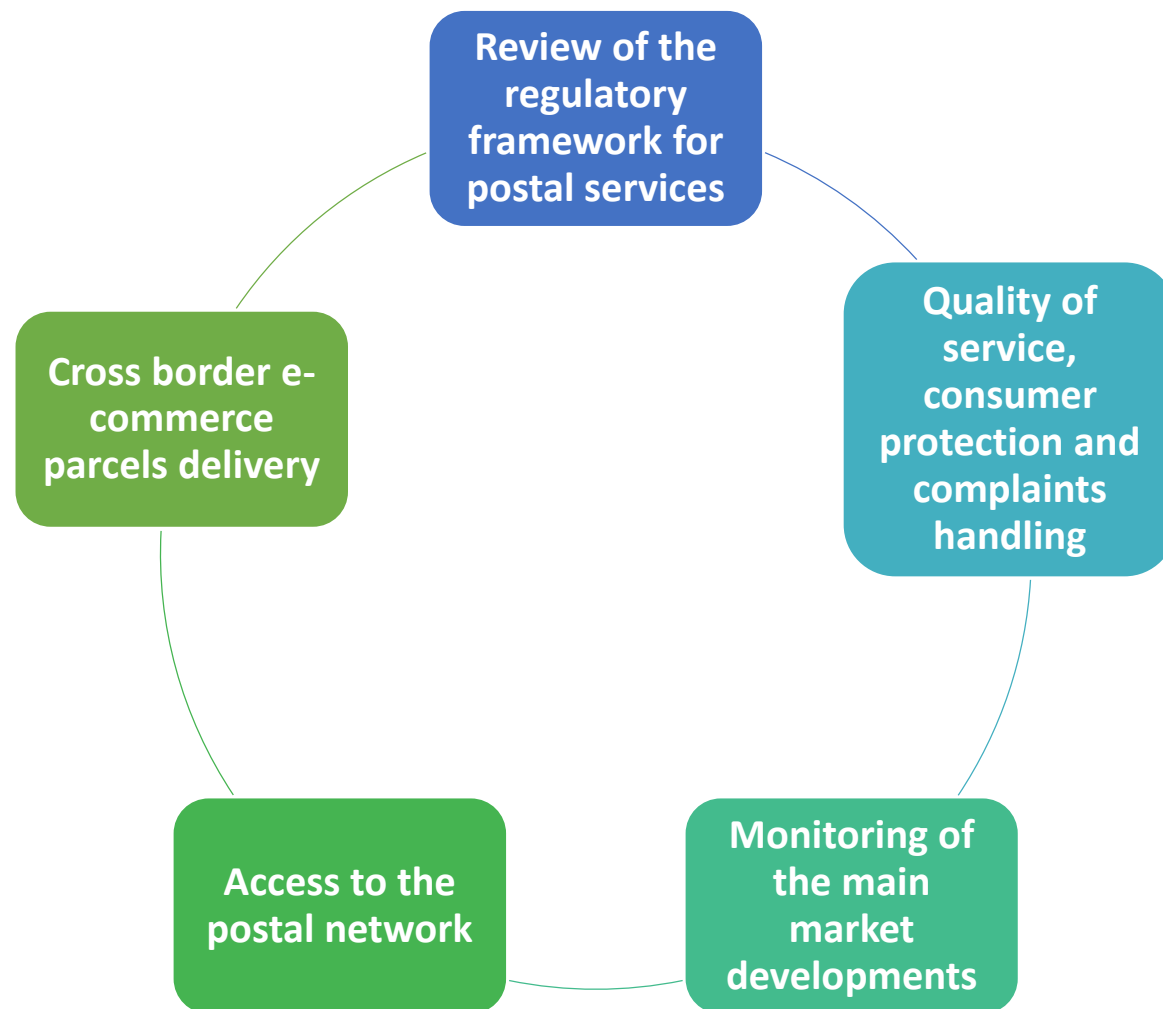 Review of the
regulatory
framework for
postal services
Quality of
service,
consumer
protection and
complaints
handling
Monitoring of
the main
market
developments
Access to the
postal network
Cross border e-
commerce
parcels delivery